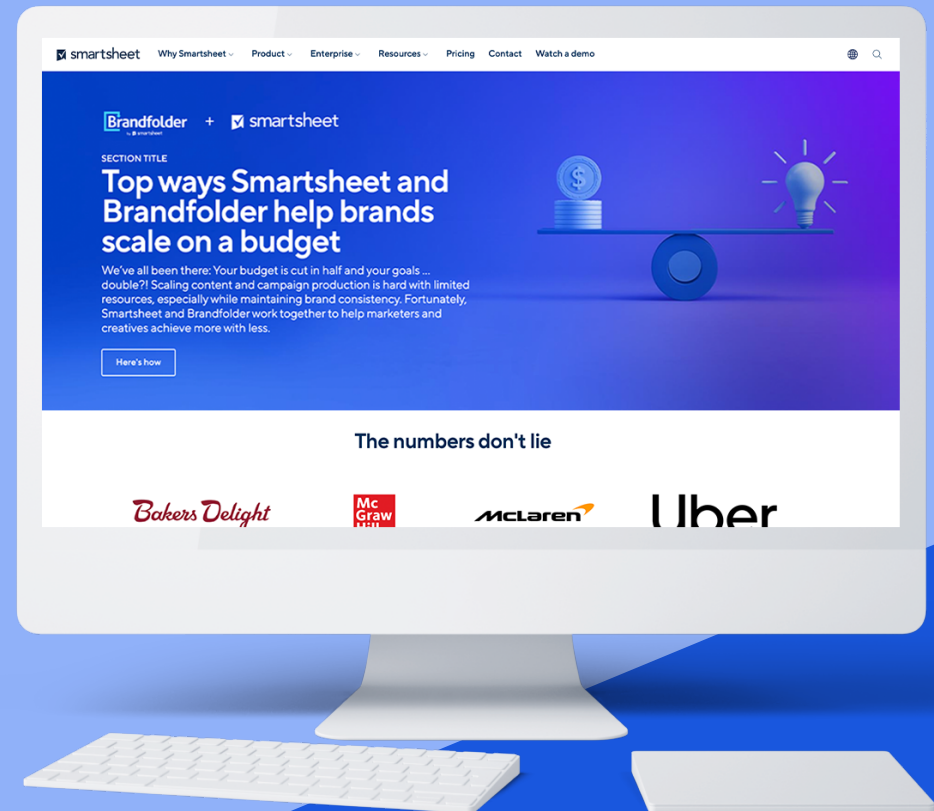 smartsheet Why Smartsheet Product Enterprise Resources Pricing Contact Watch a demo
Brandfolder + smartsheet
by smartsheet
SECTION TITLE
Top ways Smartsheet and
Brandfolder help brands
scale on a budget
We've all been there: Your budget is cut in half and your goals ...
double?! Scaling content and campaign production is hard with limited
resources, especially while maintaining brand consistency. Fortunately,
Smartsheet and Brandfolder work together to help marketers and
creatives achieve more with less.
Here's how
The numbers don't lie
Bakers Delight
Mc
Graw
Hill
McLaren
Uber